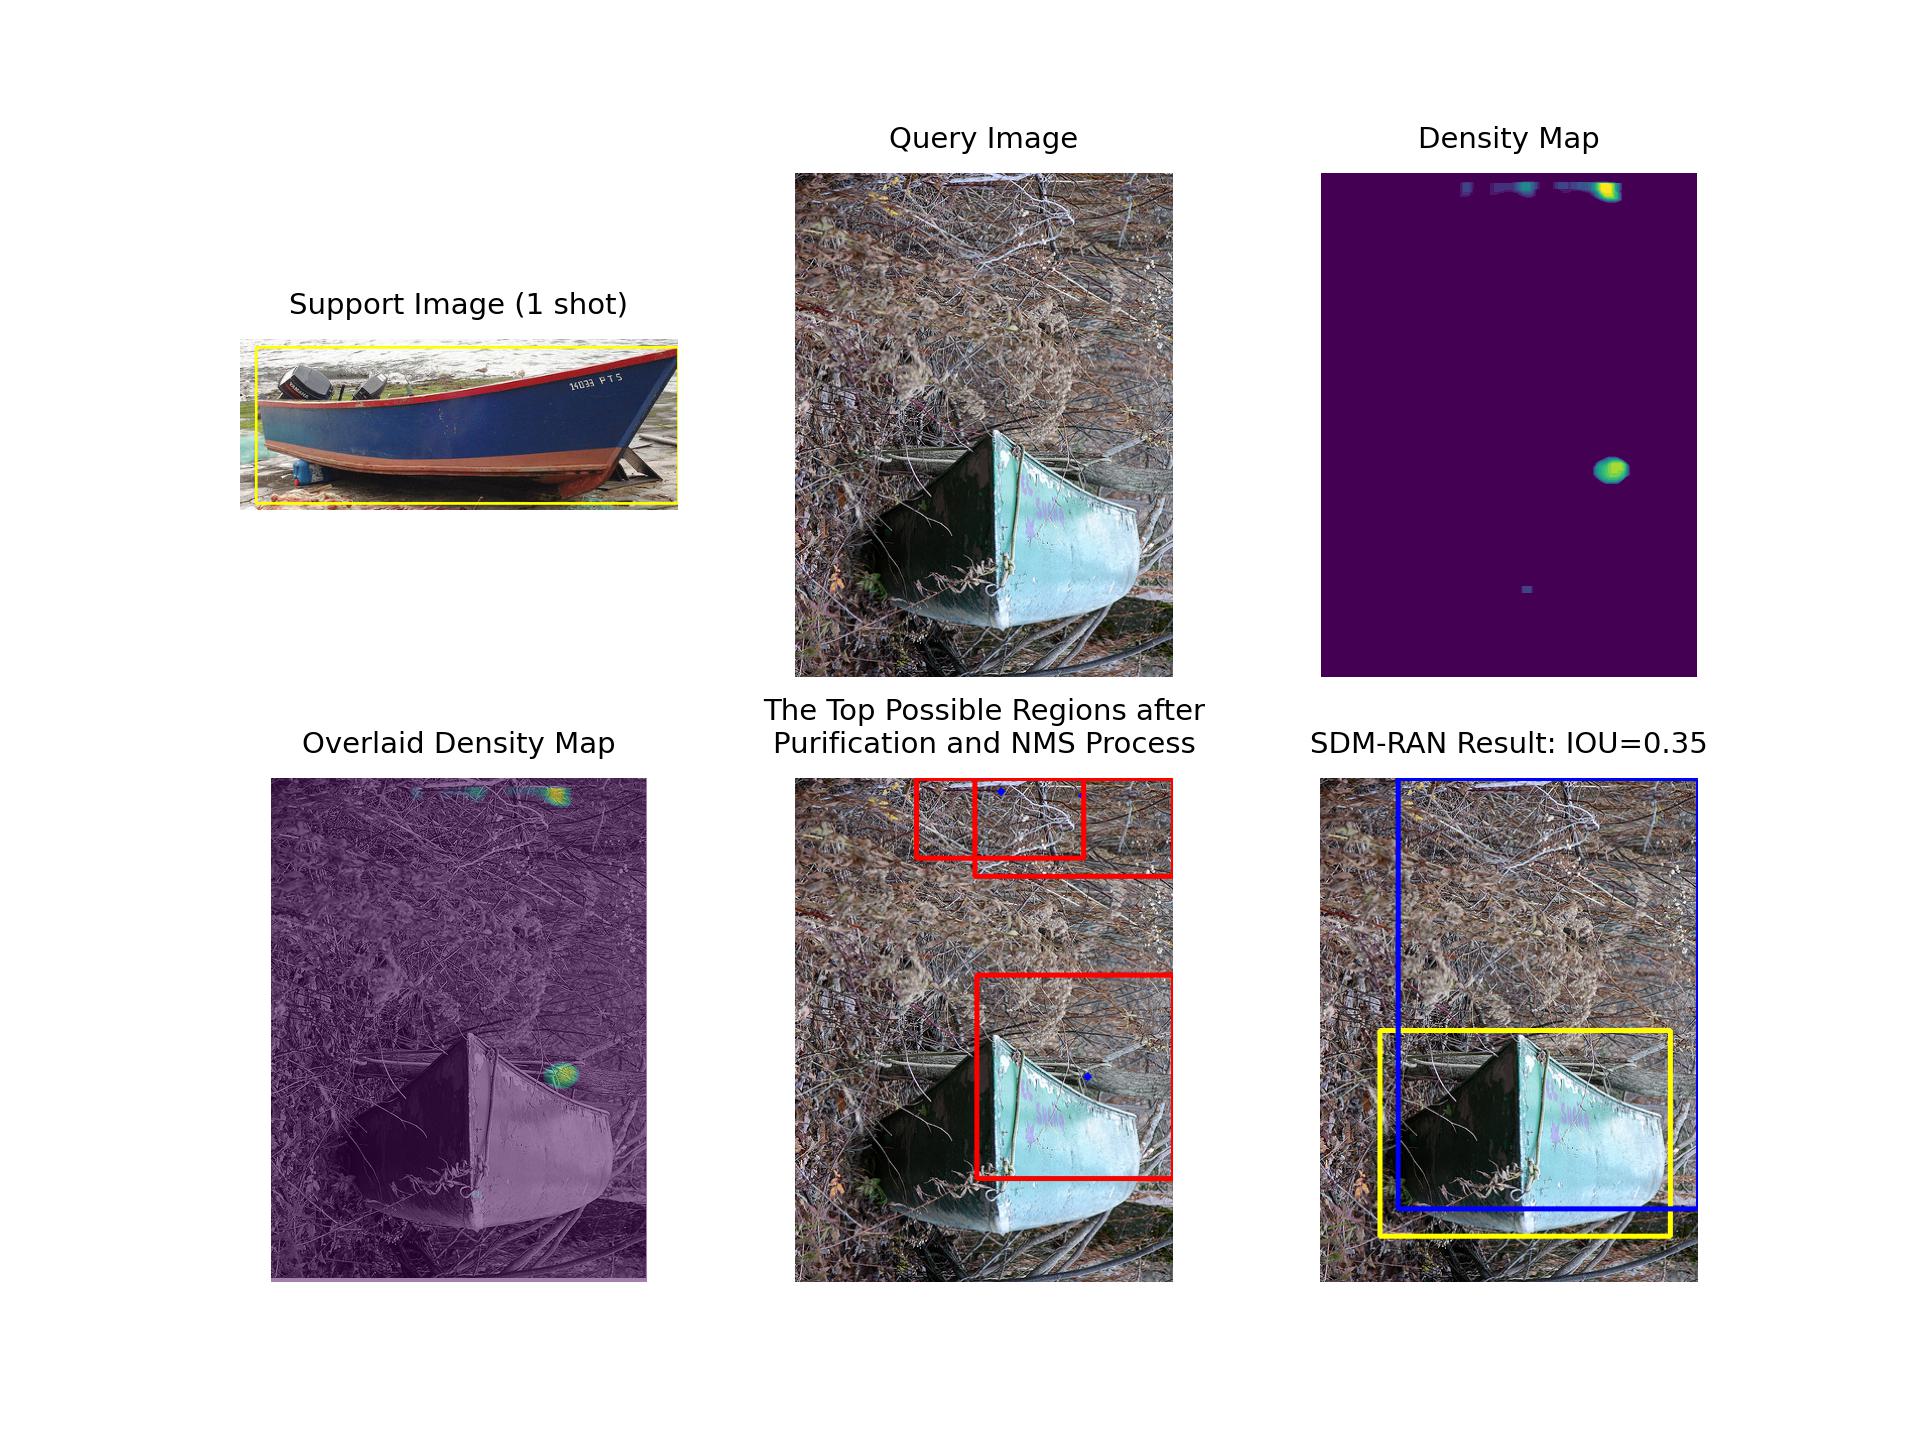 Query Image
Density Map
Support Image (1 shot)
14033 PTS
The Top Possible Regions after
Overlaid Density Map
Purification and NMS Process
SDM-RAN Result: IOU=0.35